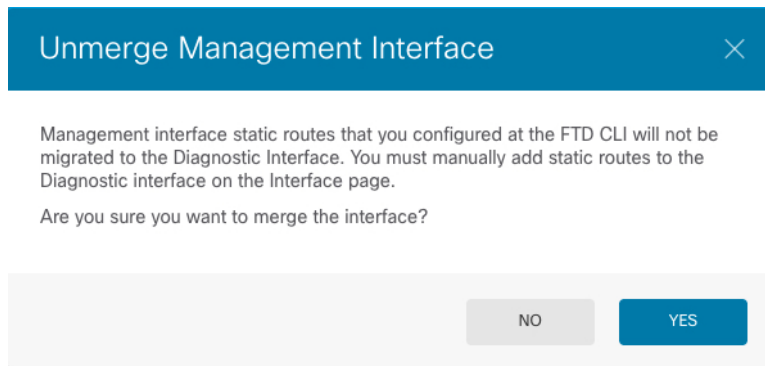 Unmerge Management Interface
Management interface static routes that you configured at the FTD CLI will not be
migrated to the Diagnostic Interface. You must manually add static routes to the
Diagnostic interface on the Interface page.
Are you sure you want to merge the interface?
NO
YES